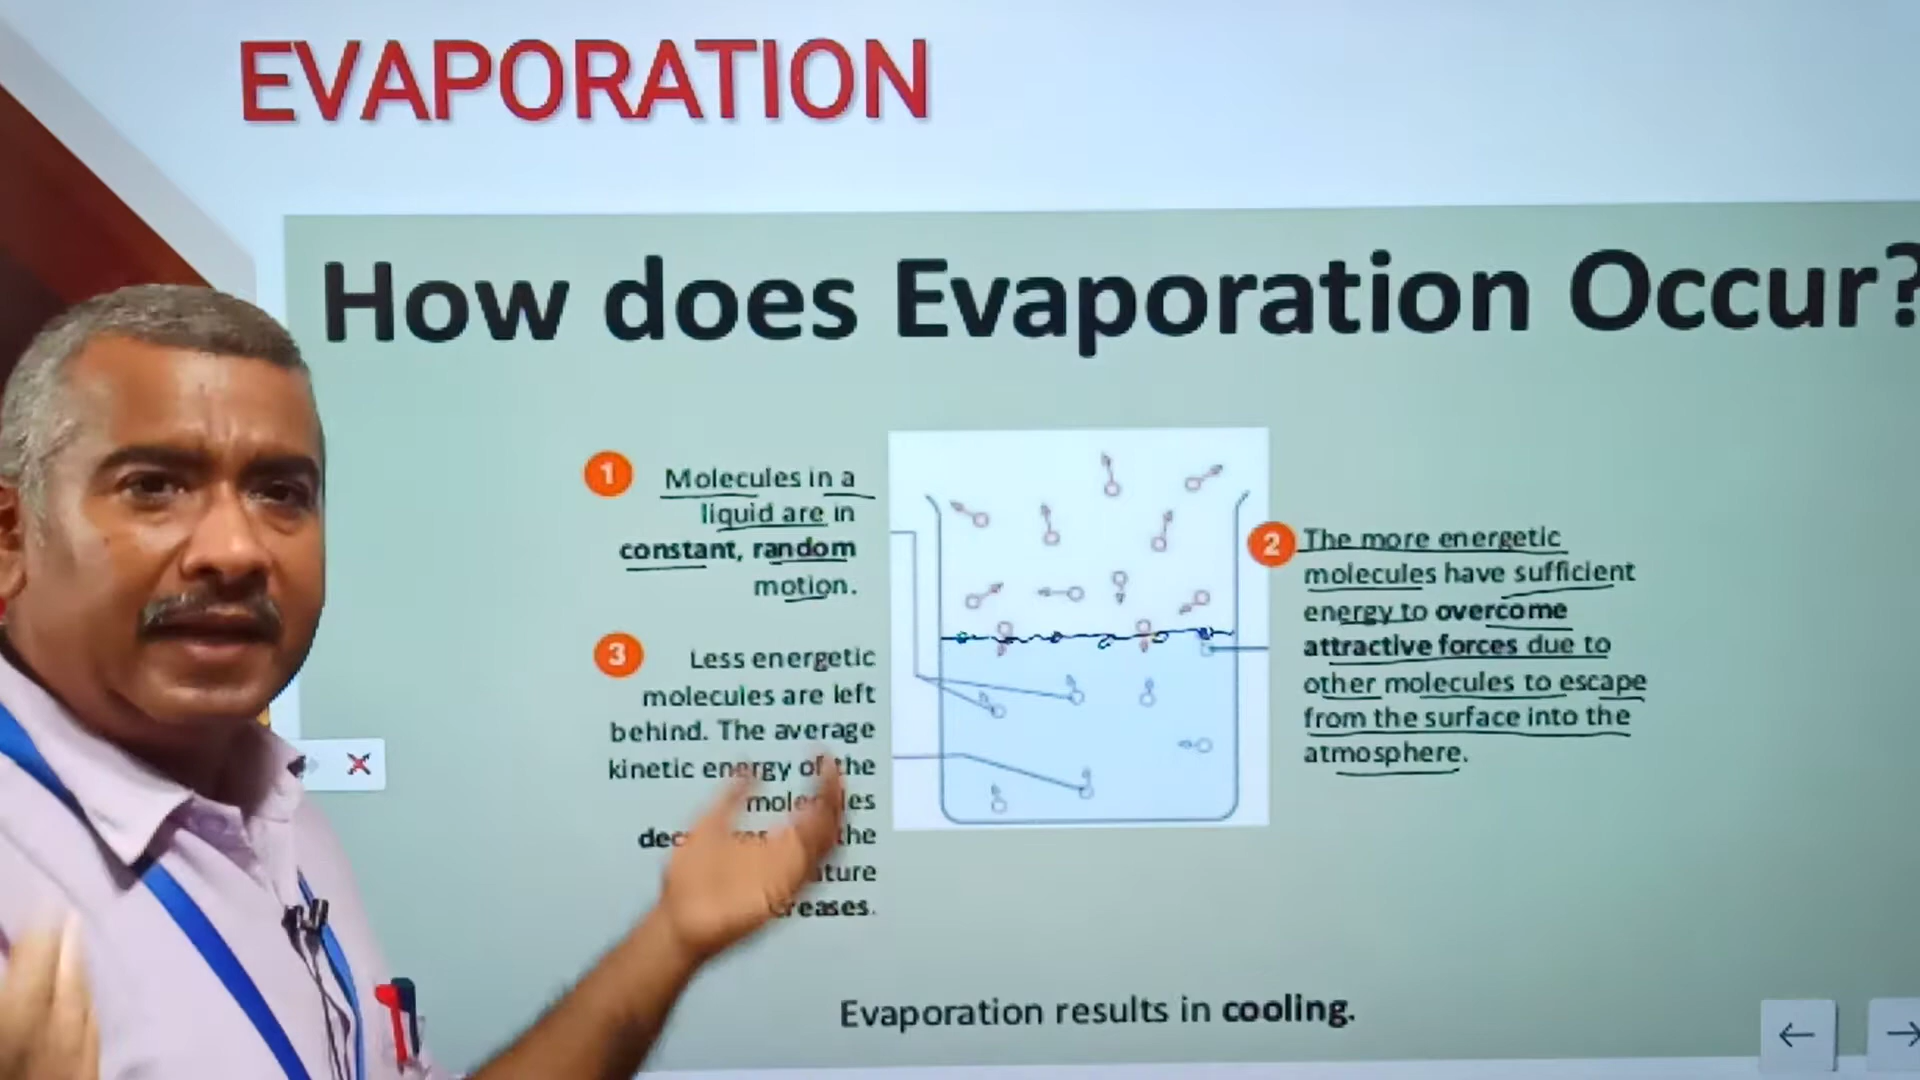 EVAPORATION
How does Evaporation Occur?
1
Molecules in a
liquid are in
constant, random
motion.
2
The more energetic
molecules have sufficient
energy to overcome
attractive forces due to
other molecules to escape
from the surface into the
atmosphere.
3
Less energetic
molecules are left
behind. The average
kinetic energy of the
molecules
the
Evaporation results in cooling.